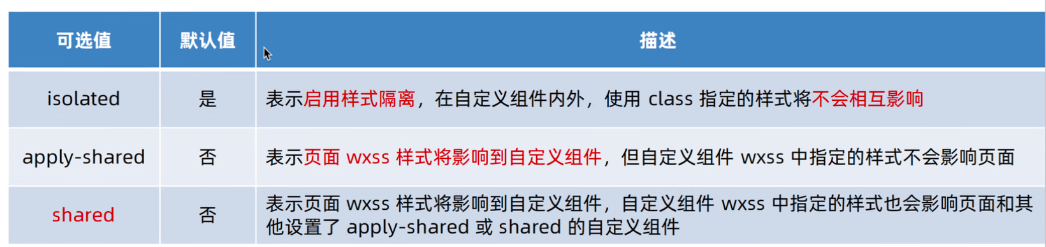 可选值 默认值 描述
isolated 是 表示启用样式隔离，在自定义组件内外，使用 class 指定的样式将不会相互影响
apply-shared 否 表示页面 wxss 样式将影响到自定义组件，但自定义组件 wxss 中指定的样式不会影响页面
shared 否 表示页面 wxss 样式将影响到自定义组件，自定义组件 wxss 中指定的样式也会影响页面和其
他设置了 apply-shared 或 shared 的自定义组件